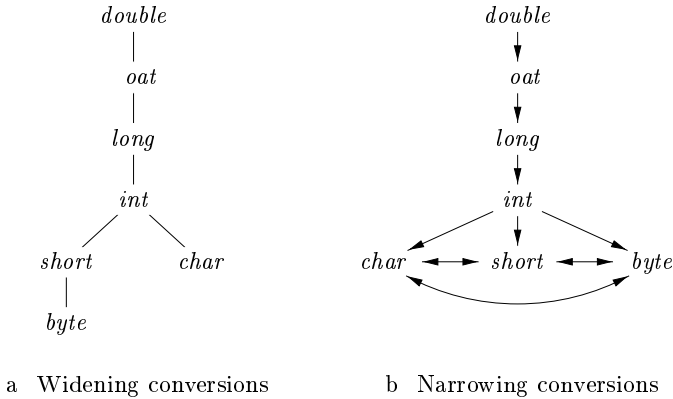 double
oat
long
int
short char
byte
a Widening conversions
double
oat
long
int
char short byte
b Narrowing conversions